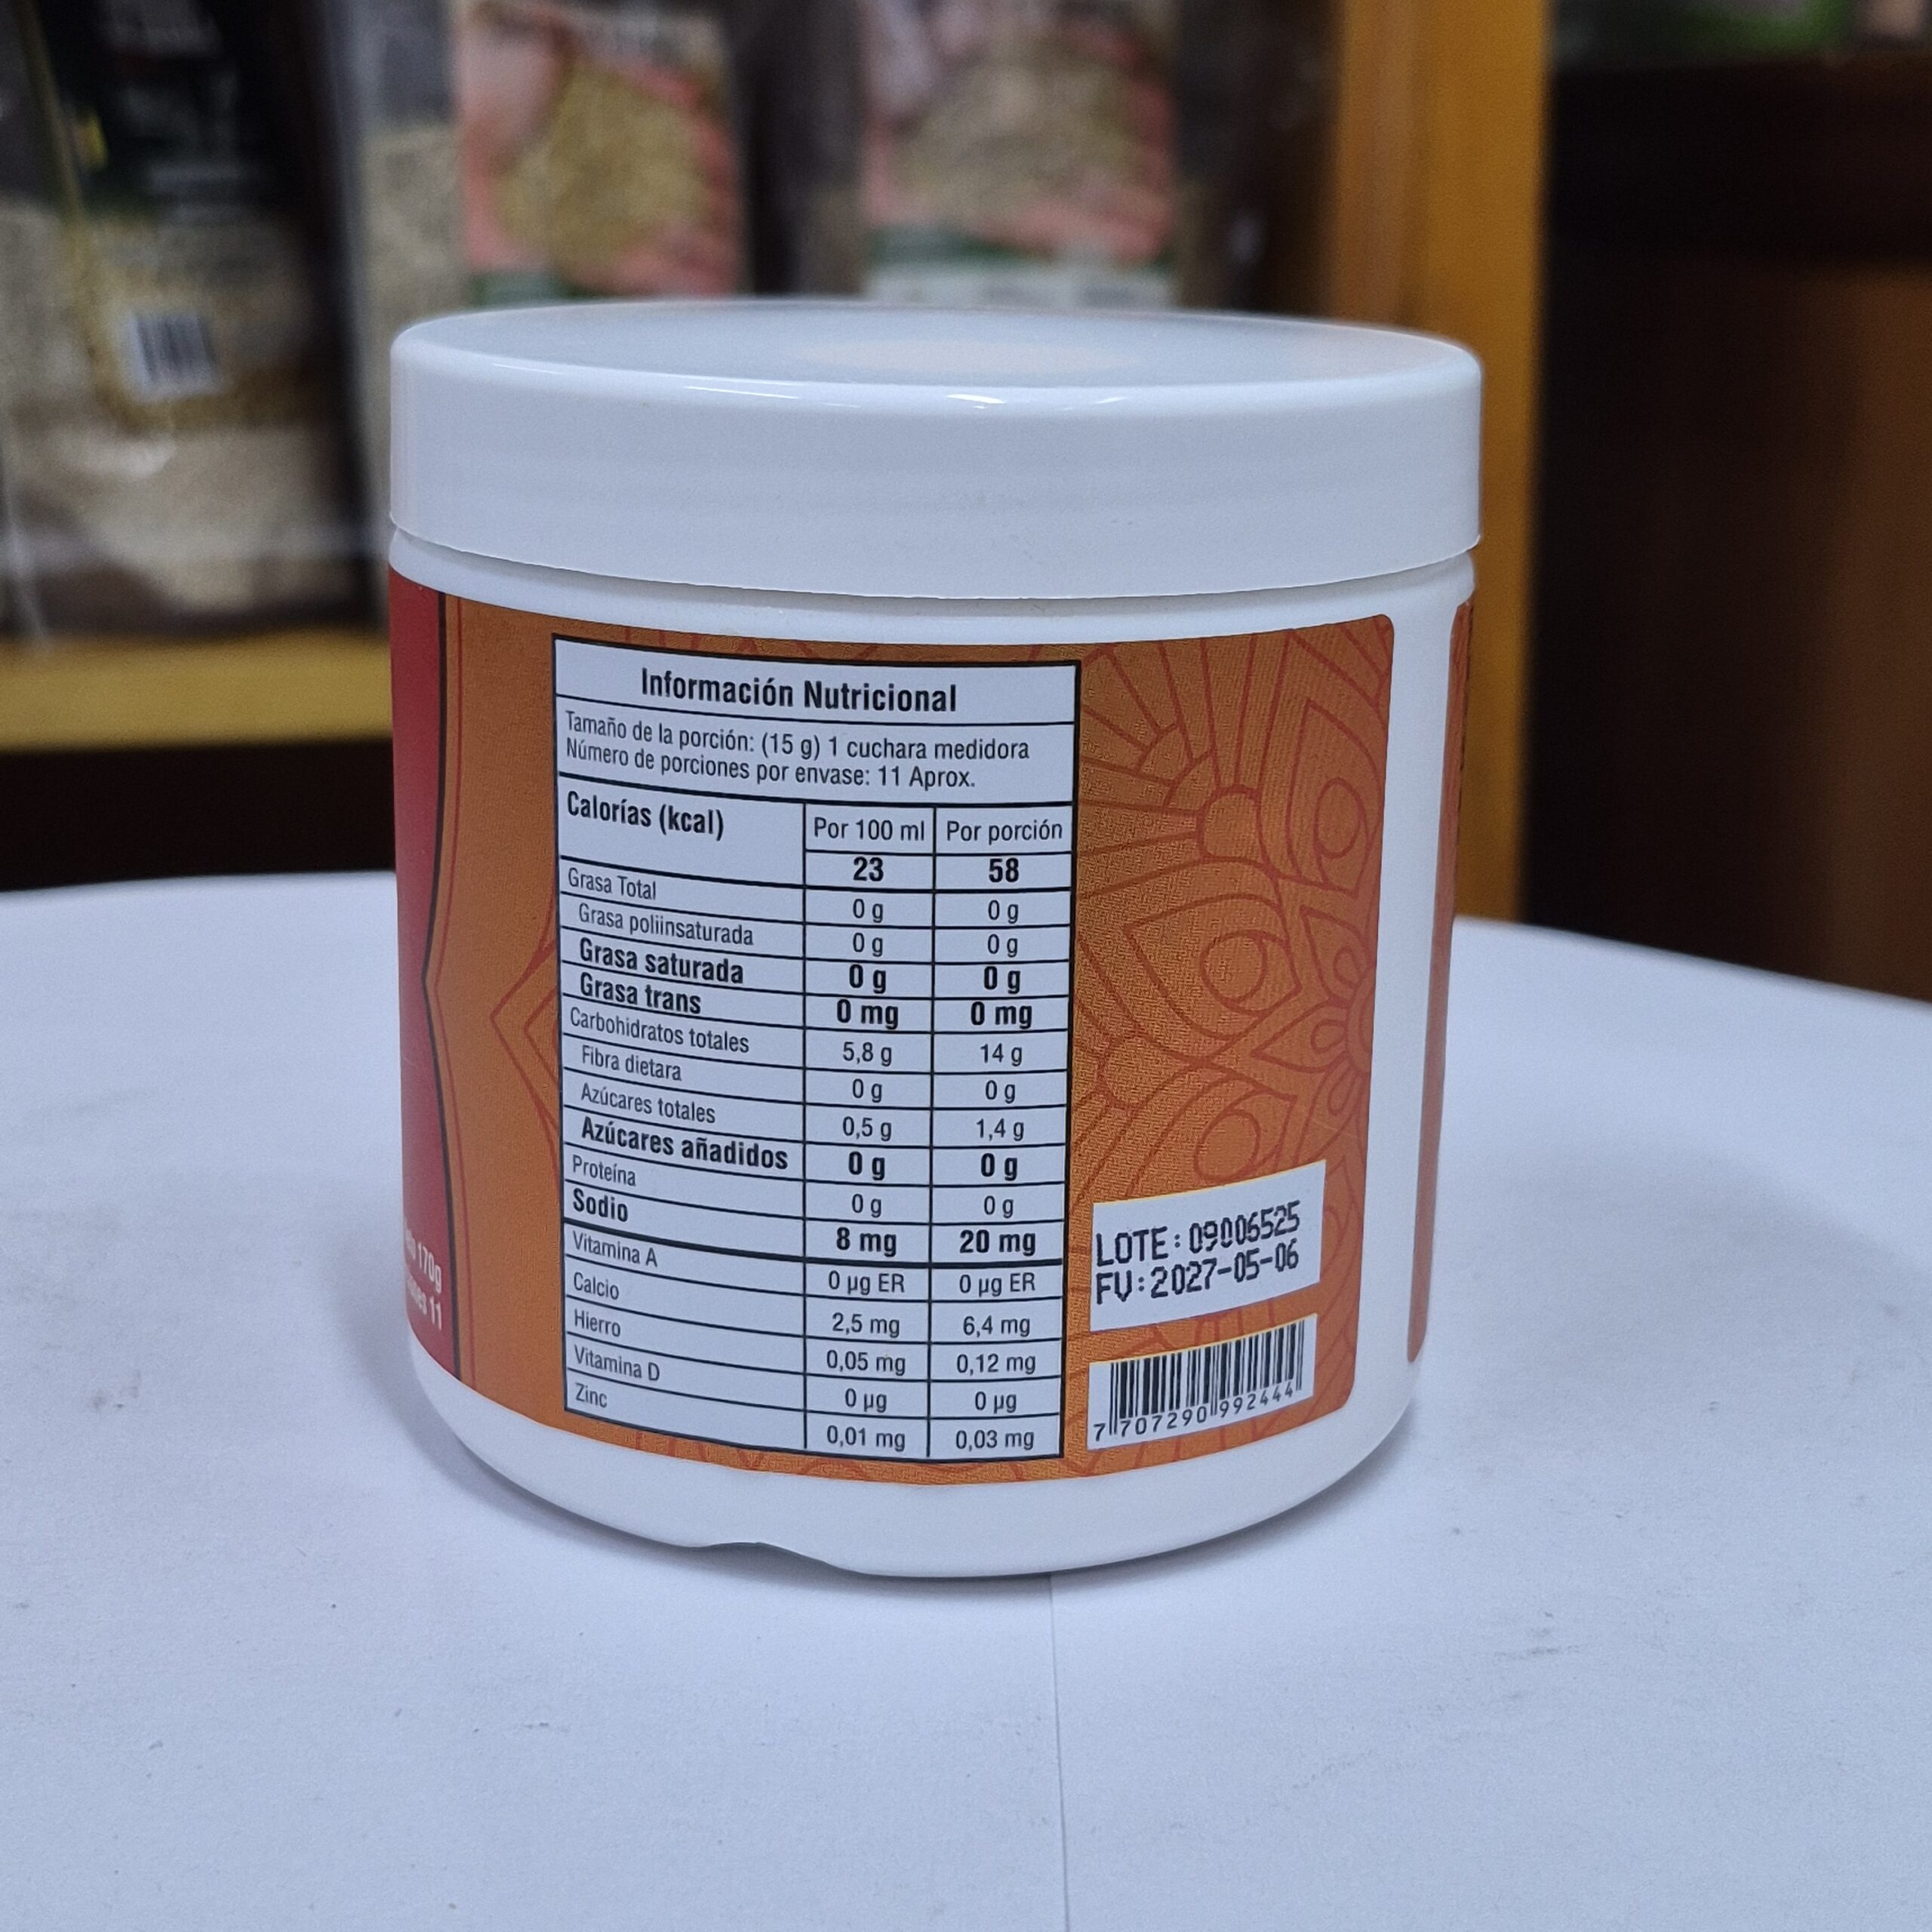 Información Nutricional
Tamaño de la porción: (15 g) 1 cuchara medidora
Número de porciones por envase: 11 Aprox.
Calorías (kcal) Por 100 ml Por porción
23 58
Grasa Total 0 g 0 g
Grasa poliinsaturada 0 g 0 g
Grasa saturada 0 g 0 g
Grasa trans 0 mg 0 mg
Carbohidratos totales 5,8 g 14 g
Fibra dietara 0 g 0 g
Azúcares totales 0,5 g 1,4 g
Azúcares añadidos 0 g 0 g
Proteína 0 g 0 g
Sodio 8 mg 20 mg
Vitamina A 0 µg ER 0 µg ER
Calcio 2,5 mg 6,4 mg
Hierro 0,05 mg 0,12 mg
Vitamina D 0 µg 0 µg
Zinc 0,01 mg 0,03 mg
170g
11
LOTE: 09006525
FV: 2027-05-06
7 707290 992444